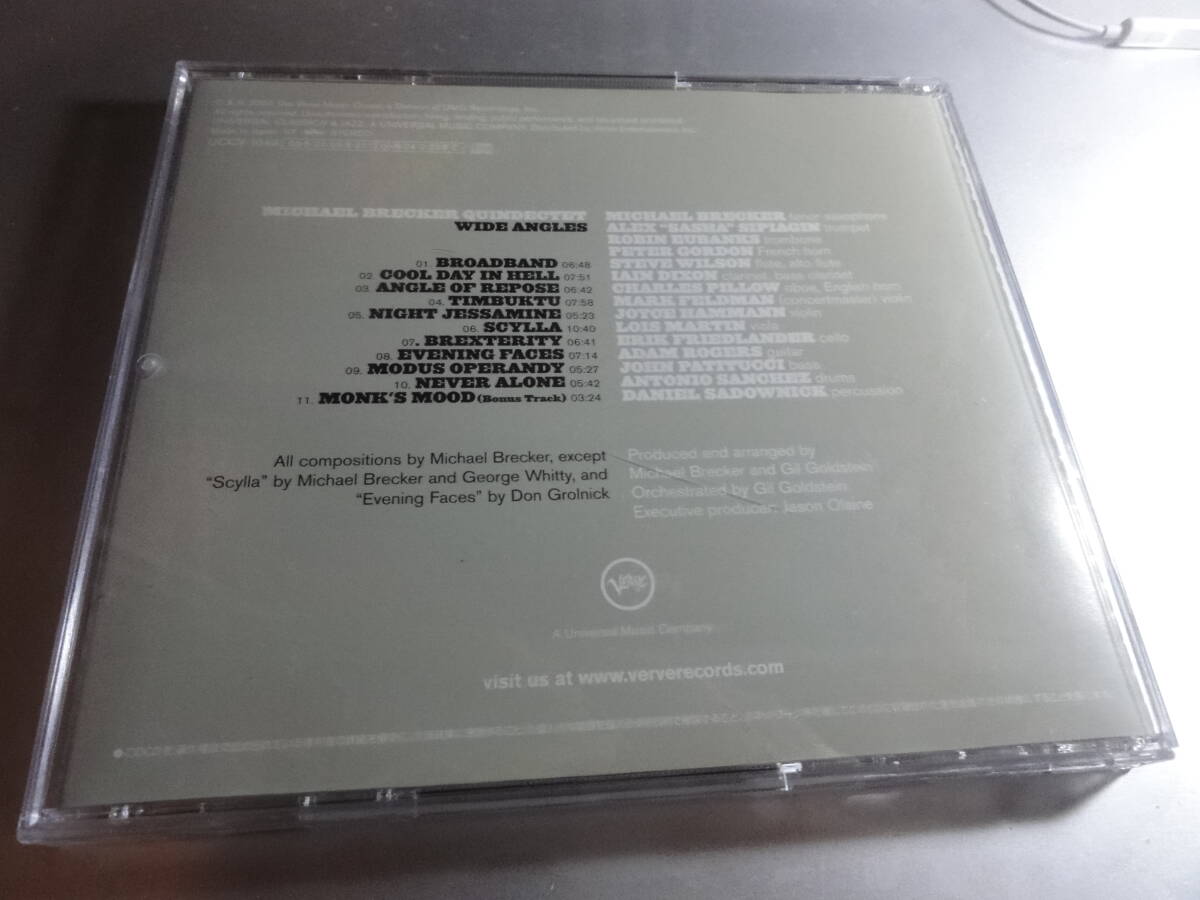 MICHAEL BRECKER QUINDECTET
WIDE ANGLES
01. BROADBAND 06:48
02. COOL DAY IN HELL 07:51
03. ANGLE OF REPOSE 06:42
04. TIMBUKTU 07:58
05. NIGHT JESSAMINE 05:23
06. SCYLLA 10:40
07. BREXTERITY 06:41
08. EVENING FACES 07:14
09. MODUS OPERANDY 05:27
10. NEVER ALONE 05:42
11. MONK'S MOOD (Bonus Track) 03:24
MICHAEL BRECKER tenor saxophone
ALEX "SASHA" SIPIAGIN trumpet
ROBIN EUBANKS trombone
PETER GORDON French horn
STEVE WILSON flute, alto flute
IAIN DIXON clarinet, bass clarinet
CHARLES PILLOW oboe, English horn
MARK FELDMAN (concertmaster) violin
JOYCE HAMMANN violin
LOIS MARTIN viola
ERIK FRIEDLANDER cello
ADAM ROGERS guitar
JOHN PATITUCCI bass
ANTONIO SANCHEZ drums
DANIEL SADOWNICK percussion
All compositions by Michael Brecker, except
"Scylla" by Michael Brecker and George Whitty, and
"Evening Faces" by Don Grolnick
Produced and arranged by
Michael Brecker and Gil Goldstein
Orchestrated by Gil Goldstein
Executive producer: Jason Olaine
Verve
A Universal Music Company
visit us at www.ververecords.com